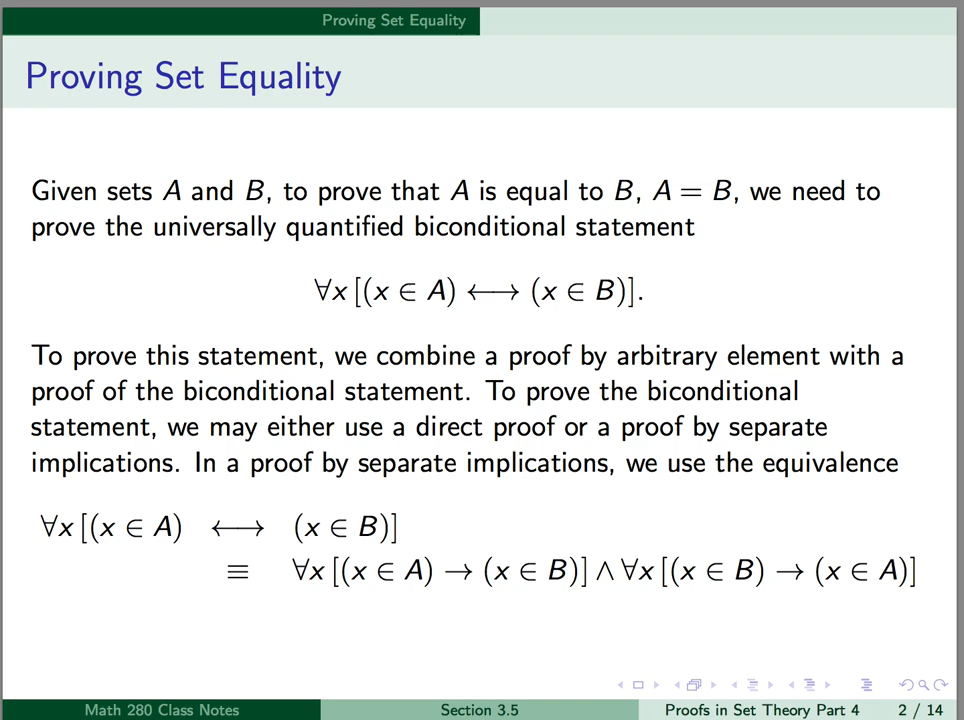 Proving Set Equality
Proving Set Equality
Given sets A and B, to prove that A is equal to B, A = B, we need to
prove the universally quantified biconditional statement
∀x [(x ∈ A) ⟷ (x ∈ B)].
To prove this statement, we combine a proof by arbitrary element with a
proof of the biconditional statement. To prove the biconditional
statement, we may either use a direct proof or a proof by separate
implications. In a proof by separate implications, we use the equivalence
∀x [(x ∈ A) ⟷ (x ∈ B)]
≡ ∀x [(x ∈ A) → (x ∈ B)] ∧ ∀x [(x ∈ B) → (x ∈ A)]
Math 280 Class Notes Section 3.5 Proofs in Set Theory Part 4 2 / 14